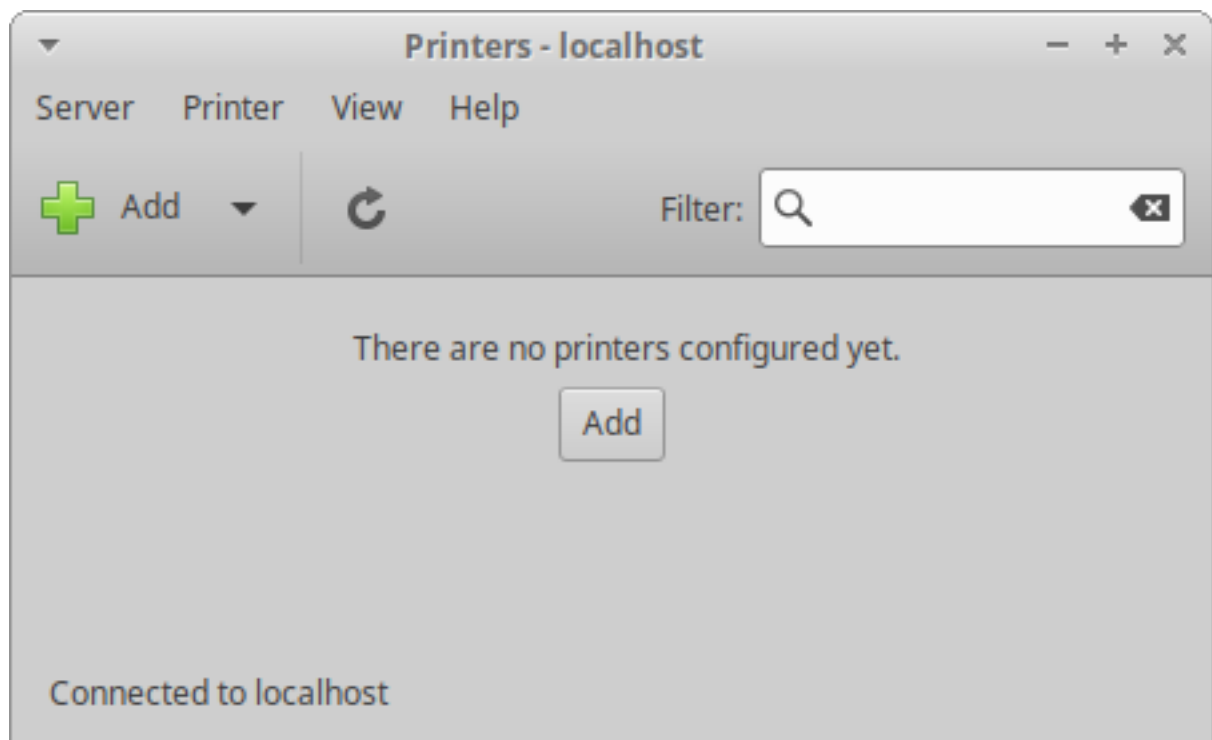 Printers - localhost
Server Printer View Help
Add Filter:
There are no printers configured yet.
Add
Connected to localhost